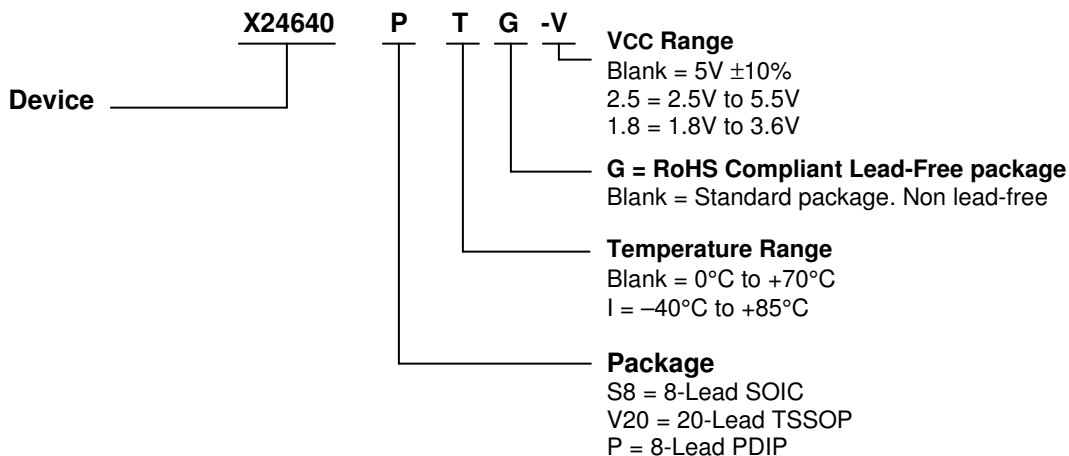 X24640 P T G -V
Device
VCC Range
Blank = 5V ±10%
2.5 = 2.5V to 5.5V
1.8 = 1.8V to 3.6V
G = RoHS Compliant Lead-Free package
Blank = Standard package. Non lead-free
Temperature Range
Blank = 0°C to +70°C
I = –40°C to +85°C
Package
S8 = 8-Lead SOIC
V20 = 20-Lead TSSOP
P = 8-Lead PDIP